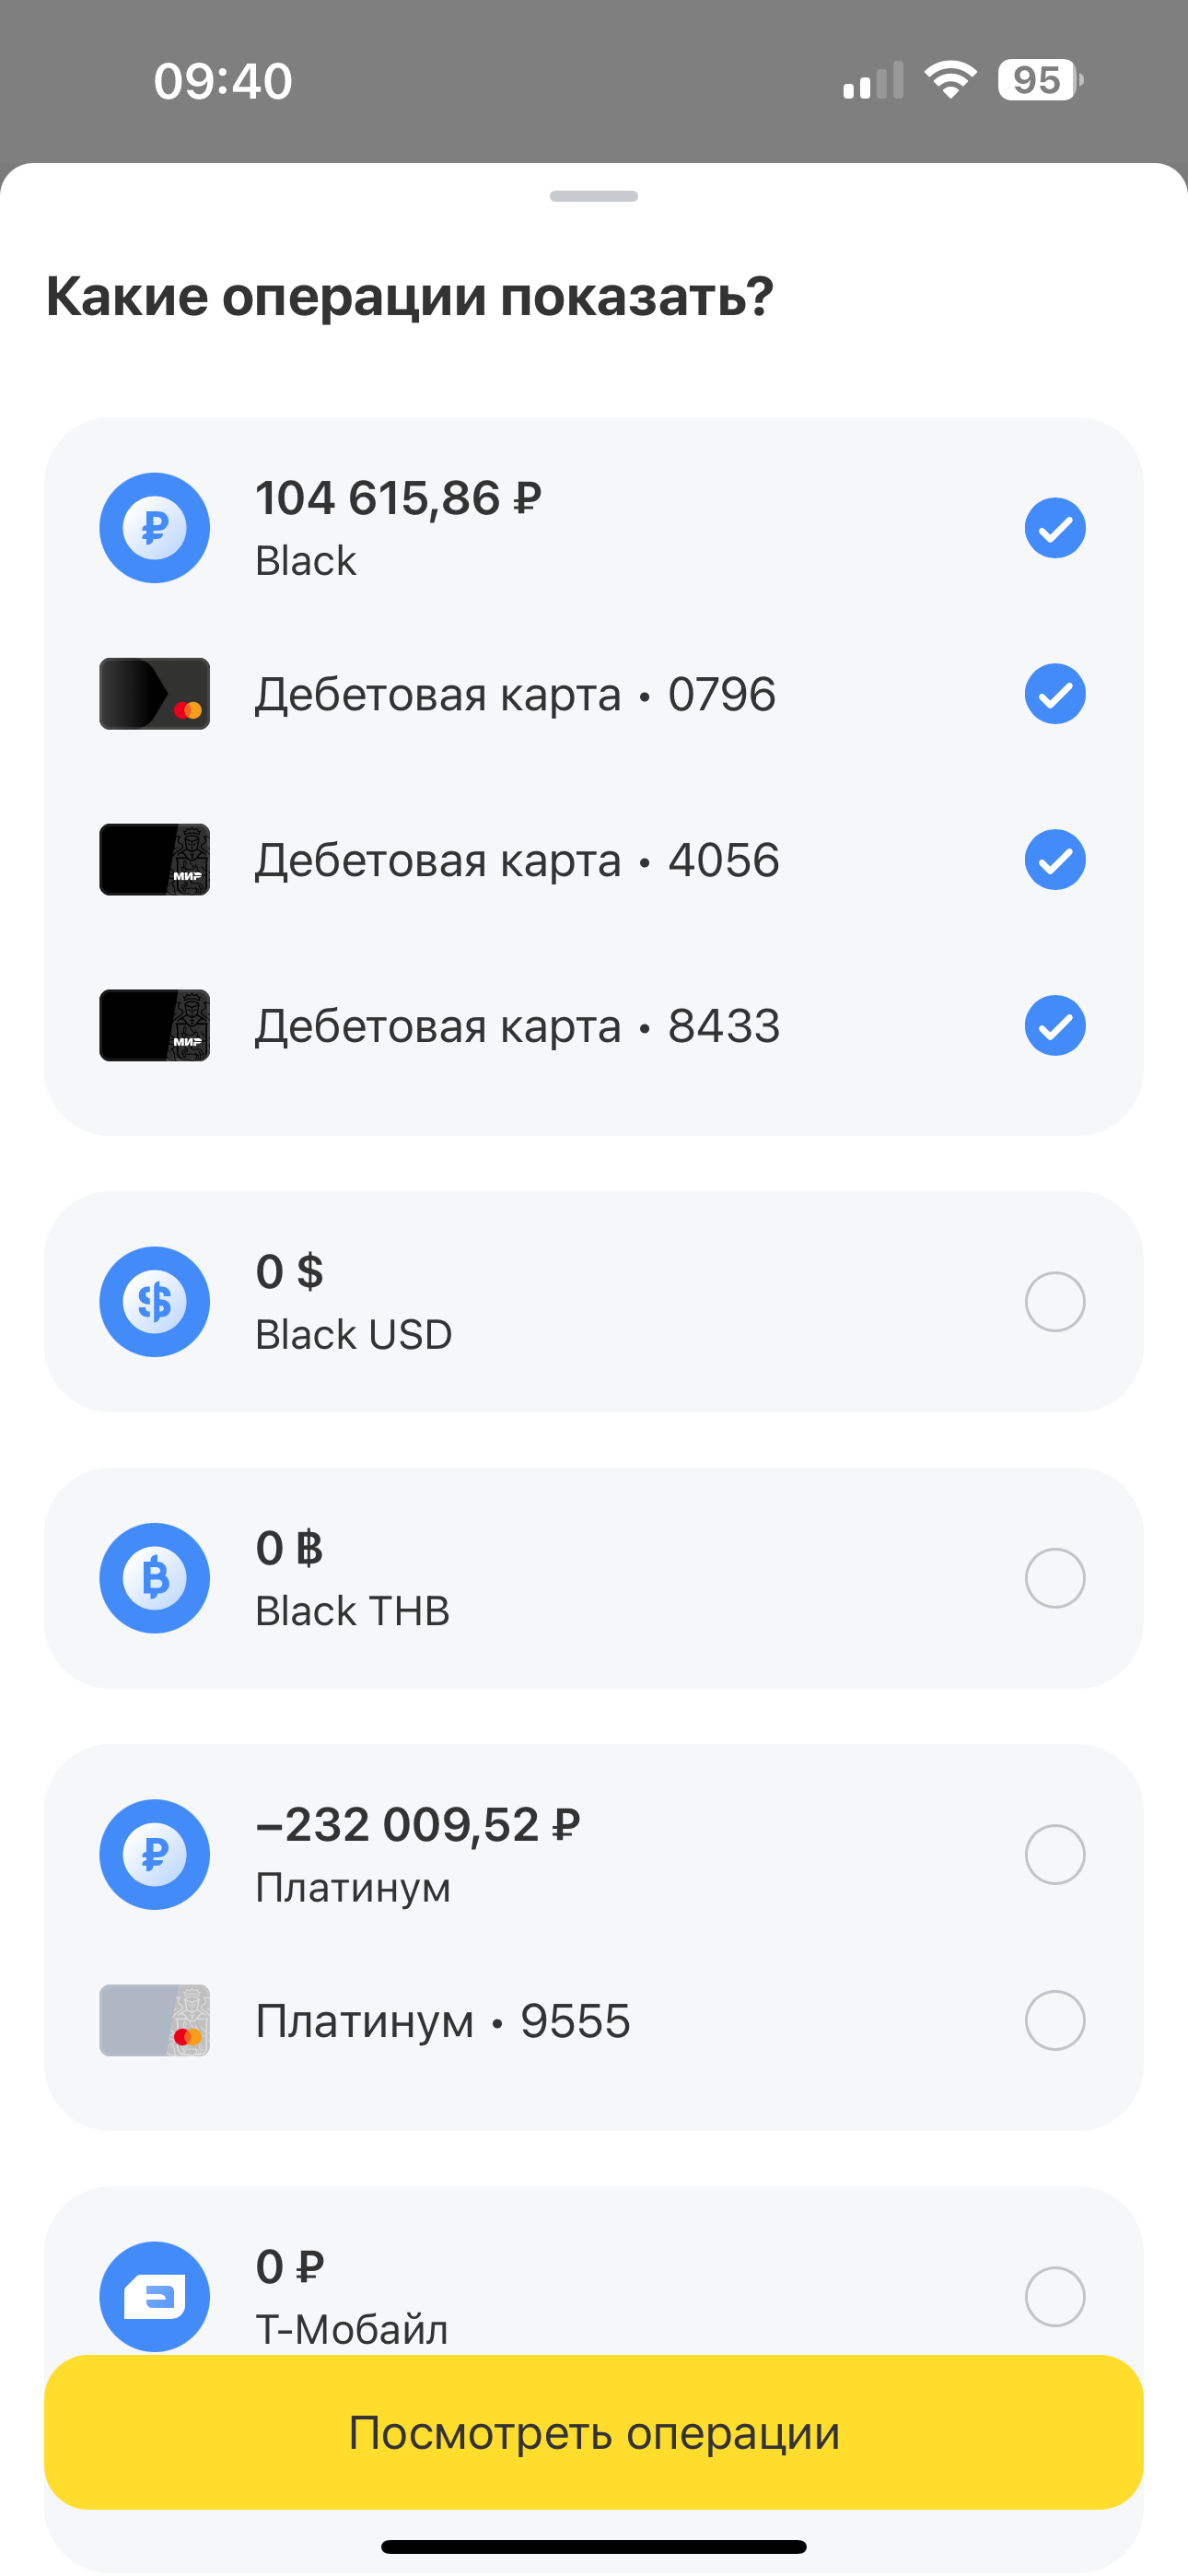 09:40
95
Какие операции показать?
104 615,86 ₽
Black
Дебетовая карта • 0796
МИР
Дебетовая карта • 4056
МИР
Дебетовая карта • 8433
0 $
Black USD
0 ฿
Black THB
–232 009,52 ₽
Платинум
Платинум • 9555
0 ₽
Т-Мобайл
Посмотреть операции